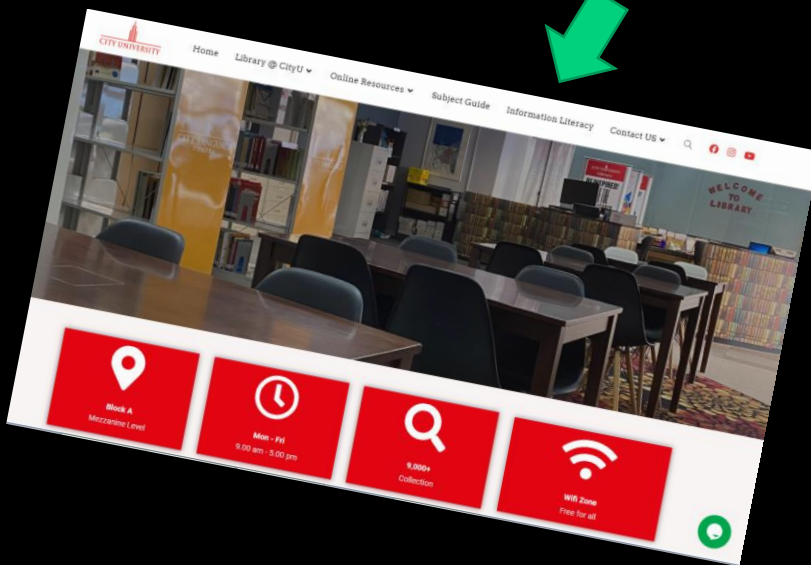 CITY UNIVERSITY
Home Library @ CityU Online Resources Subject Guide Information Literacy Contact US
WELCOME
TO
LIBRARY
Block A
Mezzanine Level
Mon - Fri
9.00 am - 5.00 pm
9,000+
Collection
Wifi Zone
Free for all